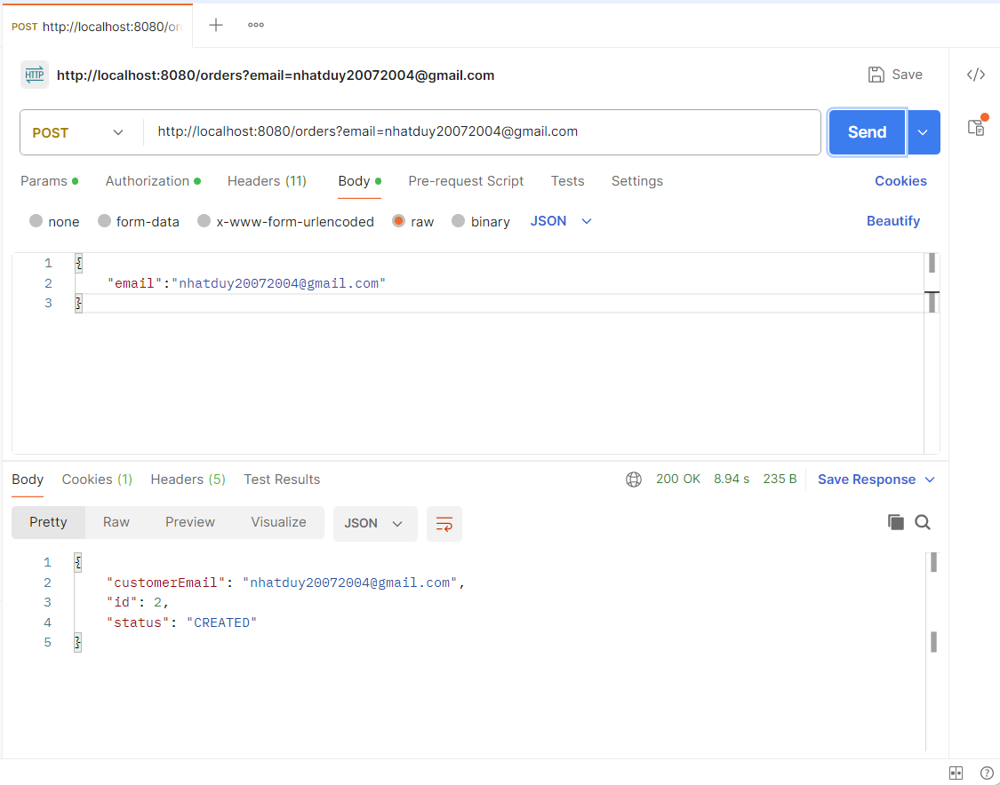 POST http://localhost:8080/or
HTTP http://localhost:8080/orders?email=nhatduy20072004@gmail.com Save </>
POST http://localhost:8080/orders?email=nhatduy20072004@gmail.com Send
Params Authorization Headers (11) Body Pre-request Script Tests Settings Cookies
none form-data x-www-form-urlencoded raw binary JSON Beautify
1 {
2 "email":"nhatduy20072004@gmail.com"
3 }
Body Cookies (1) Headers (5) Test Results 200 OK 8.94 s 235 B Save Response
Pretty Raw Preview Visualize JSON
1 {
2 "customerEmail": "nhatduy20072004@gmail.com",
3 "id": 2,
4 "status": "CREATED"
5 }